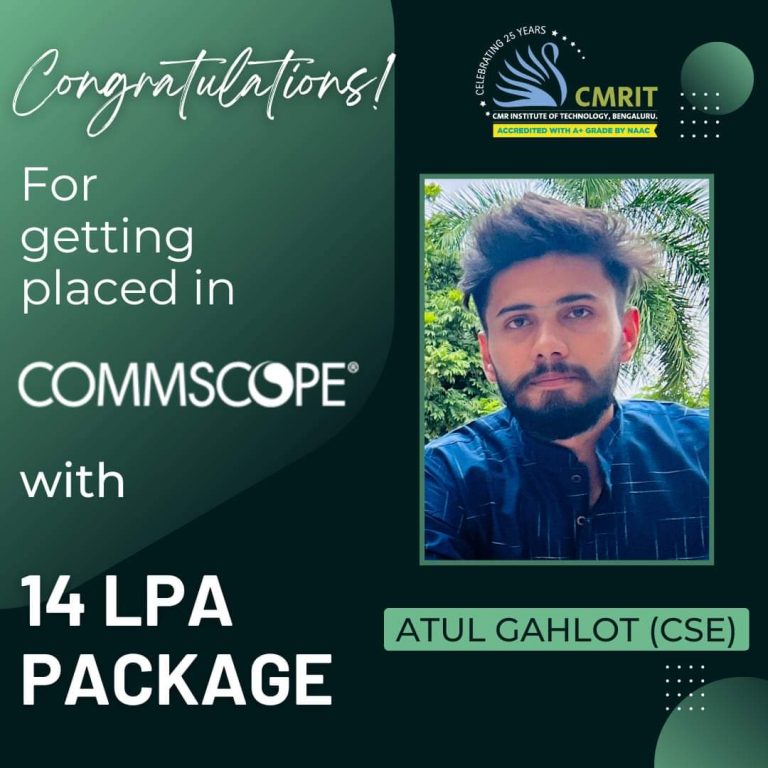 Congratulations!
For
getting
placed in
COMMSCOPE®
with
14 LPA
PACKAGE
CELEBRATING 25 YEARS
CMRIT
CMR INSTITUTE OF TECHNOLOGY, BENGALURU.
ACCREDITED WITH A+ GRADE BY NAAC
ATUL GAHLOT (CSE)